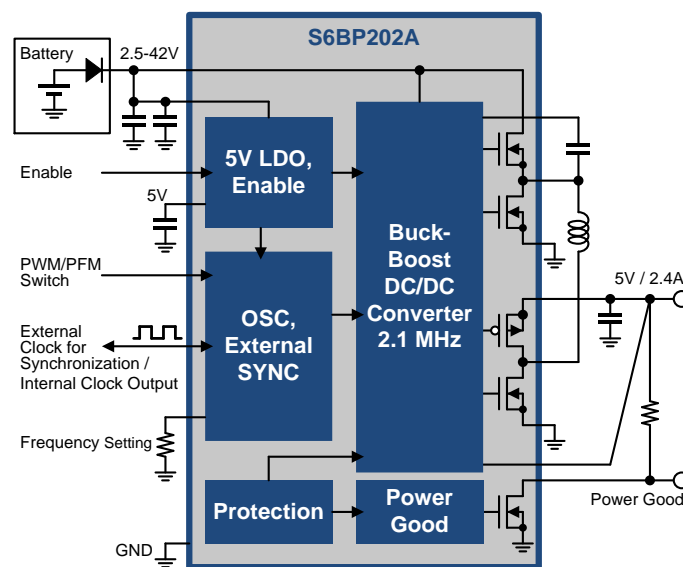 S6BP202A
Battery
2.5-42V
5V LDO,
Enable
Enable
5V
Buck-
Boost
DC/DC
Converter
2.1 MHz
PWM/PFM
Switch
5V / 2.4A
OSC,
External
SYNC
External
Clock for
Synchronization /
Internal Clock Output
Frequency Setting
Protection
Power
Good
Power Good
GND